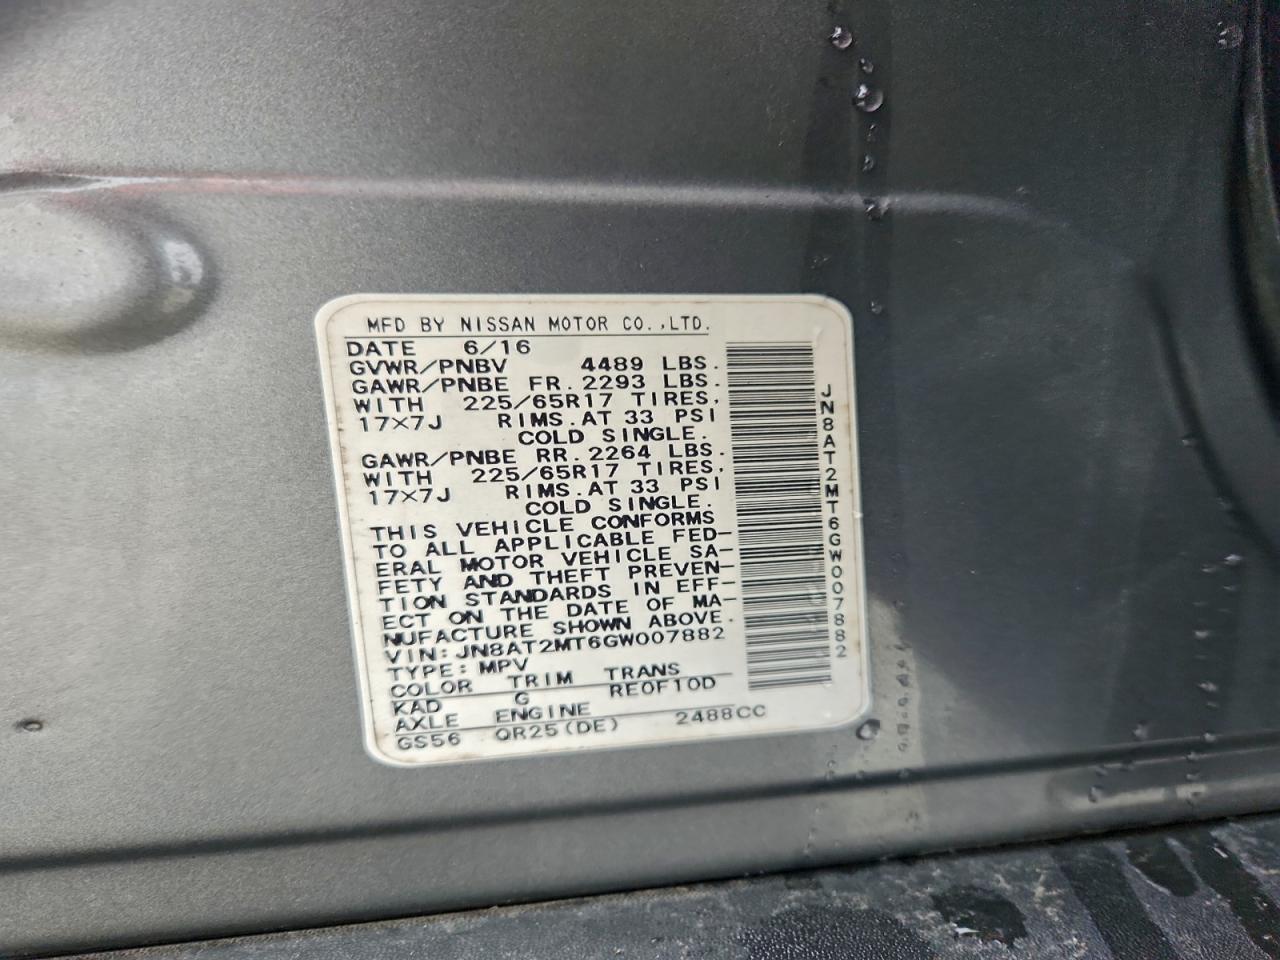 MFD BY NISSAN MOTOR CO.,LTD.
DATE 6/16
GVWR/PNBV 4489 LBS.
GAWR/PNBE FR. 2293 LBS.
WITH 225/65R17 TIRES,
17×7J RIMS.AT 33 PSI
COLD SINGLE.
GAWR/PNBE RR. 2264 LBS.
WITH 225/65R17 TIRES,
17×7J RIMS.AT 33 PSI
COLD SINGLE.
THIS VEHICLE CONFORMS
TO ALL APPLICABLE FED-
ERAL MOTOR VEHICLE SA-
FETY AND THEFT PREVEN-
TION STANDARDS IN EFF-
ECT ON THE DATE OF MA-
NUFACTURE SHOWN ABOVE.
VIN: JN8AT2MT6GW007882
TYPE: MPV
COLOR TRIM TRANS
KAD G RE0F10D
AXLE ENGINE
GS56 QR25(DE) 2488CC
JN8AT2MT6GW007882